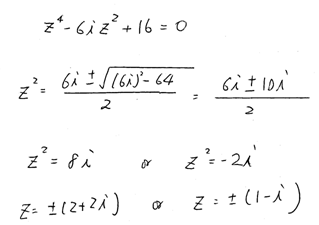 z⁴ - 6iz² + 16 = 0
z² = (6i ± √((6i)² - 64))/2 = (6i ± 10i)/2
z² = 8i or z² = -2i
z = ±(2+2i) or z = ±(1-i)